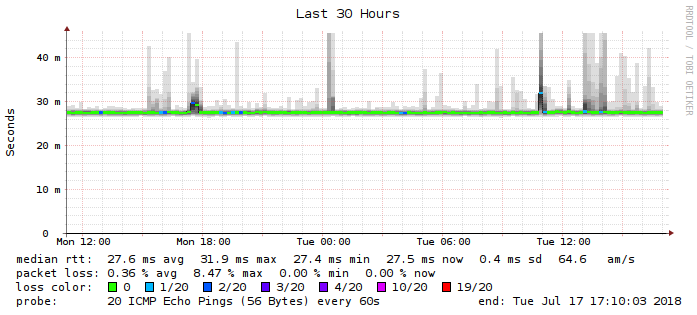 Last 30 Hours
RRDTOOL / TOBI OETIKER
Seconds
40 m
30 m
20 m
10 m
0
Mon 12:00 Mon 18:00 Tue 00:00 Tue 06:00 Tue 12:00
median rtt: 27.6 ms avg 31.9 ms max 27.4 ms min 27.5 ms now 0.4 ms sd 64.6 am/s
packet loss: 0.36 % avg 8.47 % max 0.00 % min 0.00 % now
loss color: 0 1/20 2/20 3/20 4/20 10/20 19/20
probe: 20 ICMP Echo Pings (56 Bytes) every 60s end: Tue Jul 17 17:10:03 2018